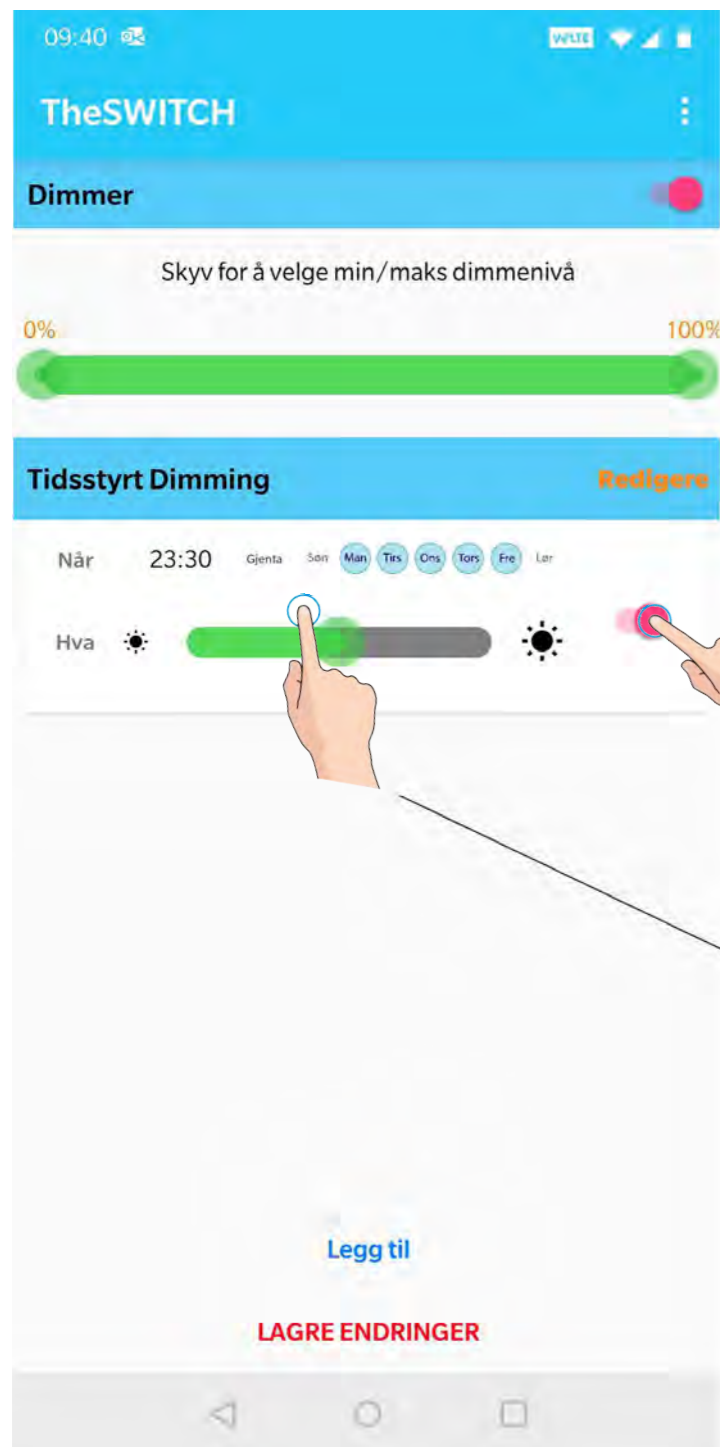 09:40
TheSWITCH
Dimmer
Skyv for å velge min/maks dimmenivå
0% 100%
Tidsstyrt Dimming Redigere
Når 23:30 Gjenta Søn Man Tirs Ons Tors Fre Lør
Hva
Legg til
LAGRE ENDRINGER